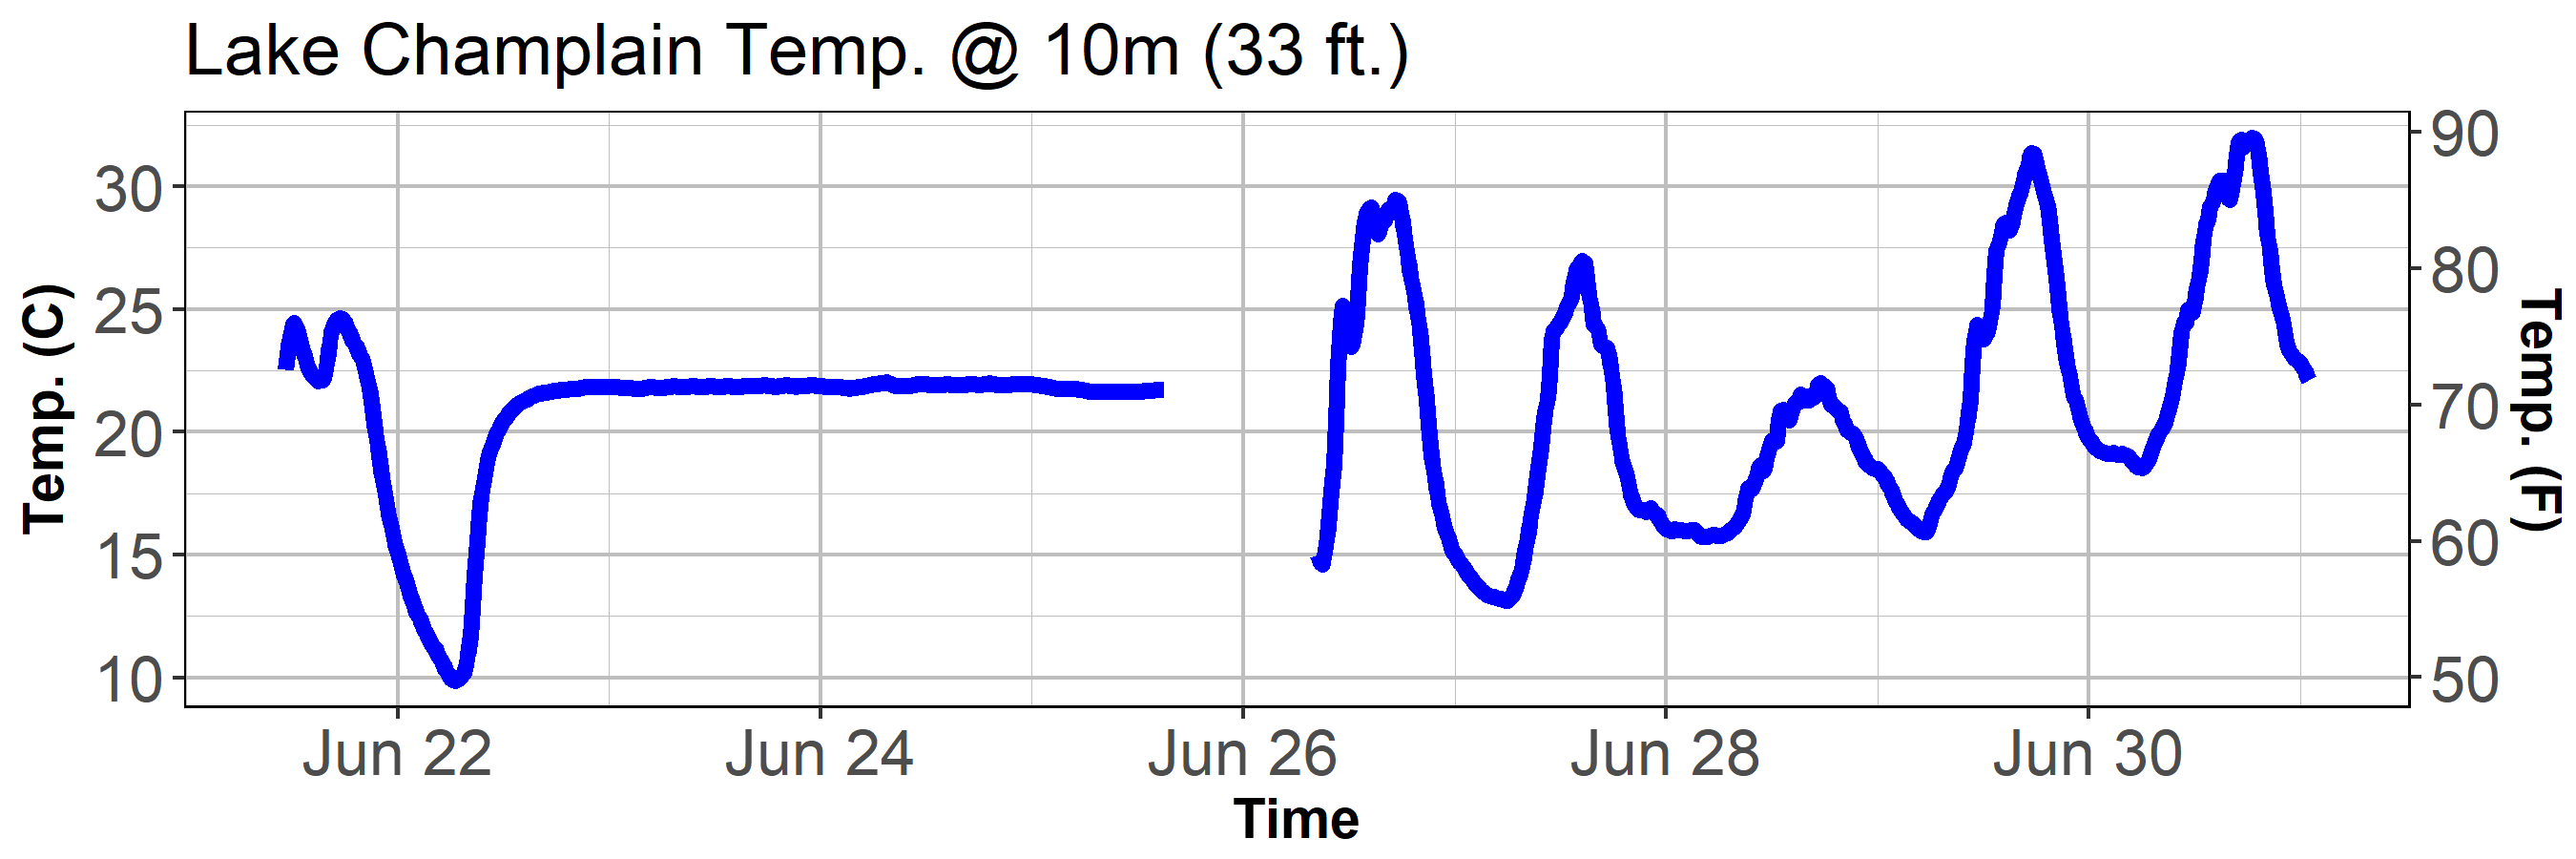 Lake Champlain Temp. @ 10m (33 ft.)
Temp. (C)
30
25
20
15
10
90
80
70
60
50
Temp. (F)
Jun 22 Jun 24 Jun 26 Jun 28 Jun 30
Time